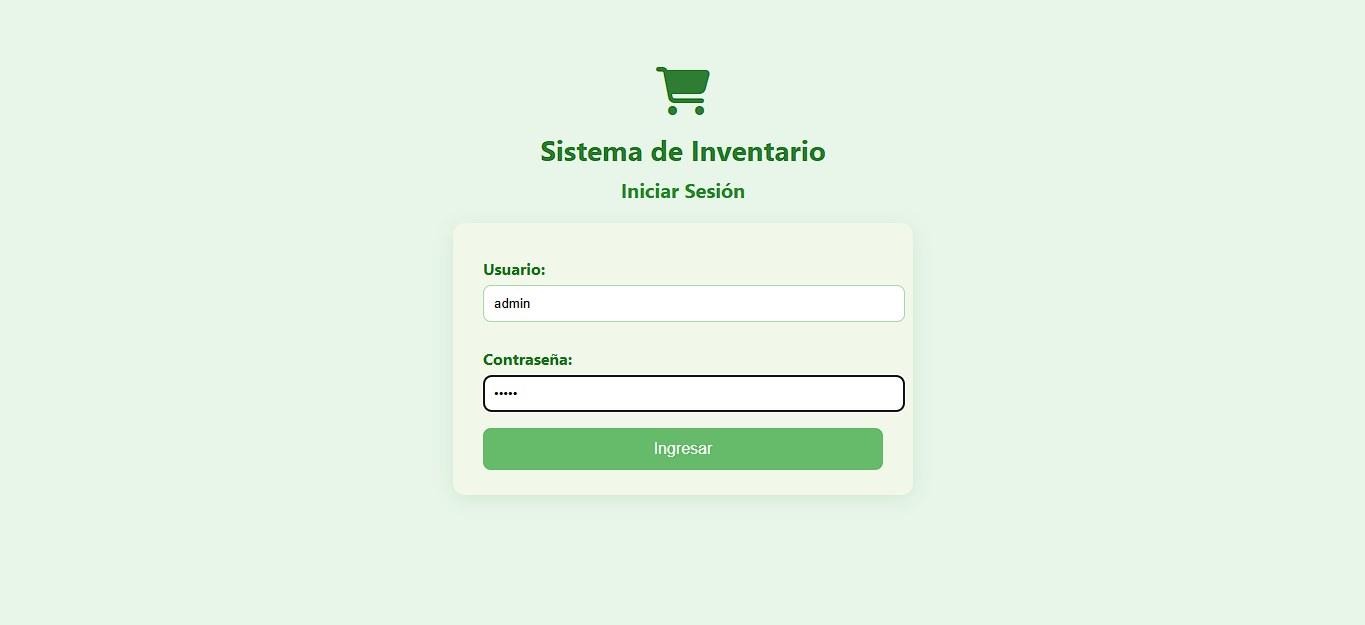 Sistema de Inventario
Iniciar Sesión
Usuario:
admin
Contraseña:
•••••
Ingresar